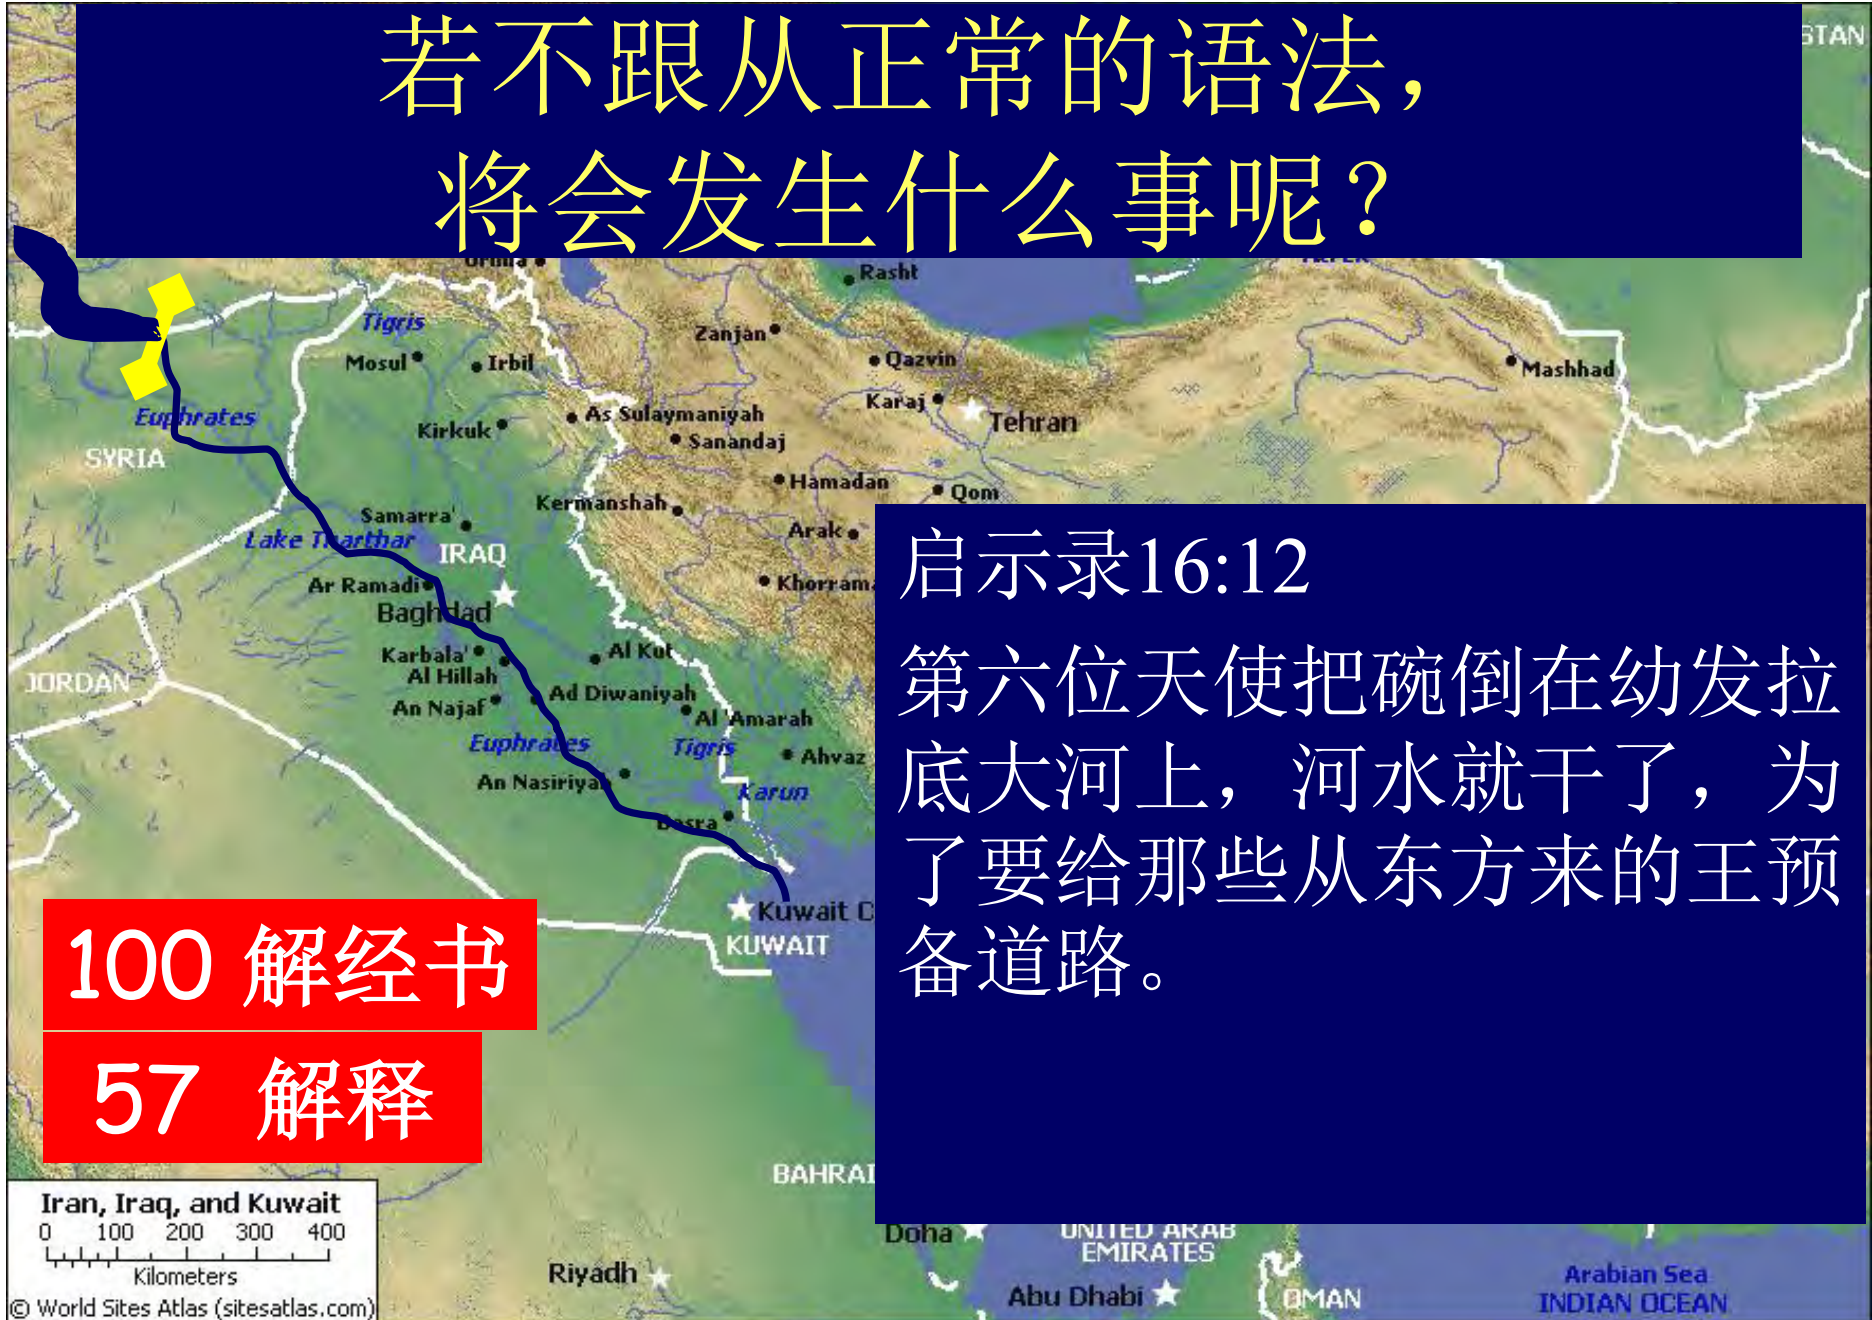 若不跟从正常的语法，
将会发生什么事呢？
STAN
Rasht
Tigris
Zanjan
Mosul
Irbil
Qazvin
Mashhad
Karaj
Tehran
Euphrates
As Sulaymaniyah
Kirkuk
Sanandaj
SYRIA
Hamadan
Qom
Kermanshah
Samarra'
Arak
Lake Tharthar
IRAQ
Ar Ramadi
Khorrama
Baghdad
启示录16:12
第六位天使把碗倒在幼发拉
底大河上，河水就干了，为
了要给那些从东方来的王预
备道路。
Karbala'
Al Kut
Al Hillah
JORDAN
Ad Diwaniyah
An Najaf
Al 'Amarah
Euphrates
Tigris
Ahvaz
An Nasiriyah
Karun
Basra
Kuwait C
KUWAIT
100 解经书
57 解释
BAHRAI
Iran, Iraq, and Kuwait
0 100 200 300 400
Kilometers
© World Sites Atlas (sitesatlas.com)
Riyadh
Doha
UNITED ARAB
EMIRATES
Abu Dhabi
OMAN
Arabian Sea
INDIAN OCEAN